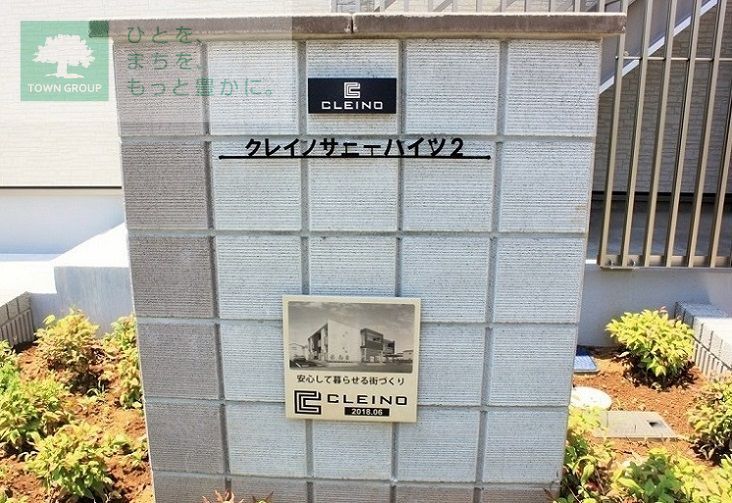 TOWN GROUP
ひとを、
まちを、
もっと豊かに。
CLEINO
クレイノサニーハイツ2
安心して暮らせる街づくり
CLEINO
2018.06